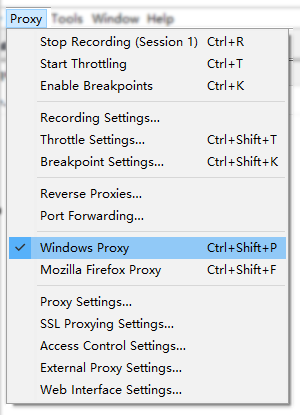 Proxy Tools Window Help
Stop Recording (Session 1) Ctrl+R
Start Throttling Ctrl+T
Enable Breakpoints Ctrl+K
Recording Settings...
Throttle Settings... Ctrl+Shift+T
Breakpoint Settings... Ctrl+Shift+K
Reverse Proxies...
Port Forwarding...
Windows Proxy Ctrl+Shift+P
Mozilla Firefox Proxy Ctrl+Shift+F
Proxy Settings...
SSL Proxying Settings...
Access Control Settings...
External Proxy Settings...
Web Interface Settings...